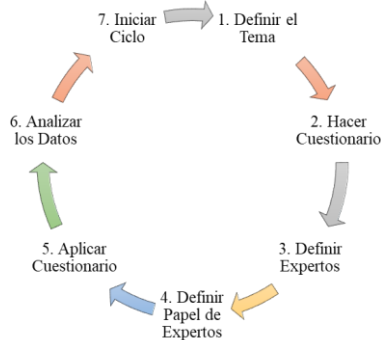 1. Definir el
Tema
2. Hacer
Cuestionario
3. Definir
Expertos
4. Definir
Papel de
Expertos
5. Aplicar
Cuestionario
6. Analizar
los Datos
7. Iniciar
Ciclo